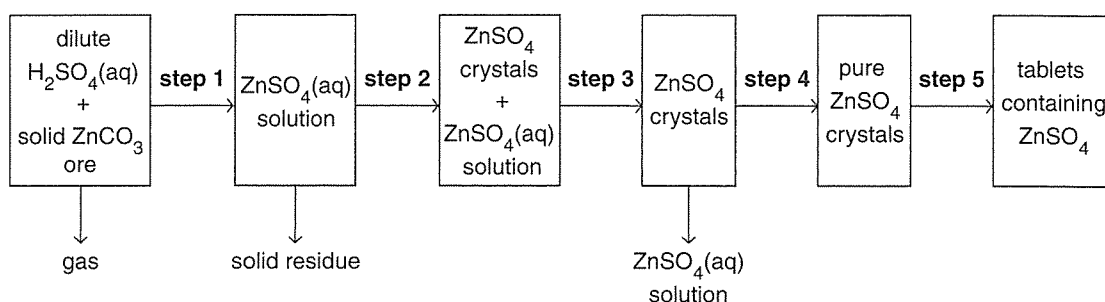 dilute
H₂SO₄(aq)
+
solid ZnCO₃
ore
step 1
ZnSO₄(aq)
solution
step 2
ZnSO₄
crystals
+
ZnSO₄(aq)
solution
step 3
ZnSO₄
crystals
step 4
pure
ZnSO₄
crystals
step 5
tablets
containing
ZnSO₄
gas
solid residue
ZnSO₄(aq)
solution